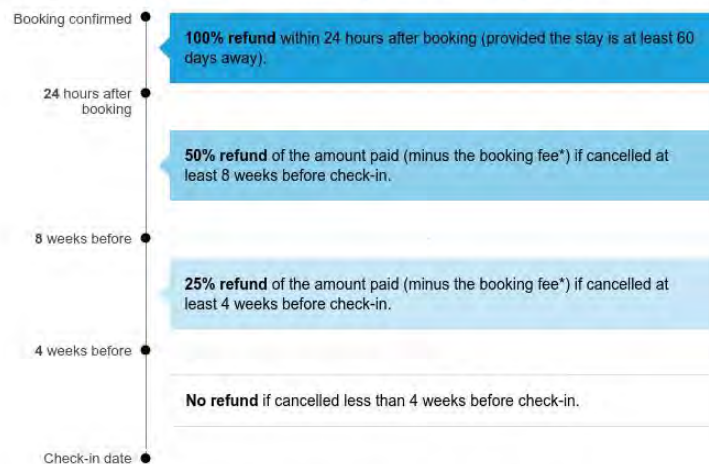 Booking confirmed
100% refund within 24 hours after booking (provided the stay is at least 60
days away).
24 hours after
booking
50% refund of the amount paid (minus the booking fee*) if cancelled at
least 8 weeks before check-in.
8 weeks before
25% refund of the amount paid (minus the booking fee*) if cancelled at
least 4 weeks before check-in.
4 weeks before
No refund if cancelled less than 4 weeks before check-in.
Check-in date